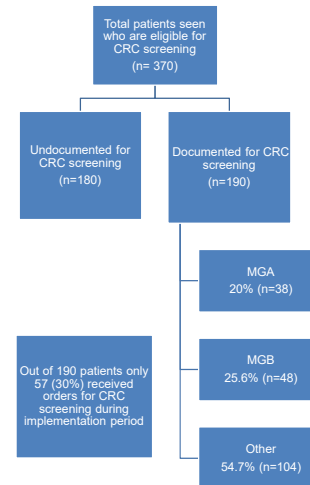 Total patients seen
who are eligible for
CRC screening
(n= 370)
Undocumented for
CRC screening
(n=180)
Documented for CRC
screening
(n=190)
MGA
20% (n=38)
MGB
25.6% (n=48)
Other
54.7% (n=104)
Out of 190 patients only
57 (30%) received
orders for CRC
screening during
implementation period